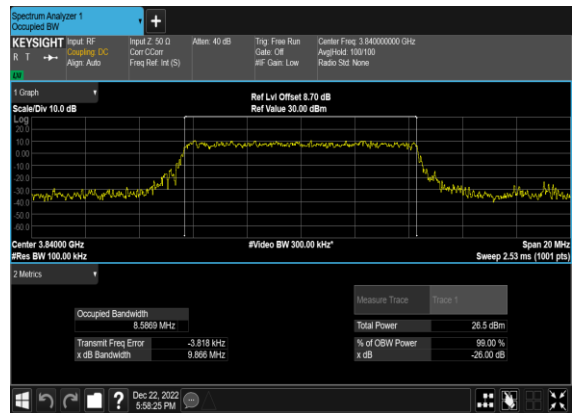 Spectrum Analyzer 1
Occupied BW
+
KEYSIGHT Input: RF Input Z: 50 Ω Atten: 40 dB Trig: Free Run Center Freq: 3.840000000 GHz
R T Coupling: DC Corr CCorr Gate: Off Avg|Hold: 100/100
Align: Auto Freq Ref: Int (S) #IF Gain: Low Radio Std: None
LW
1 Graph
Ref Lvl Offset 8.70 dB
Scale/Div 10.0 dB Ref Value 30.00 dBm
Log
20.0
10.0
0.00
-10.0
-20.0
-30.0
-40.0
-50.0
-60.0
Center 3.84000 GHz #Video BW 300.00 kHz* Span 20 MHz
#Res BW 100.00 kHz Sweep 2.53 ms (1001 pts)
2 Metrics
Measure Trace Trace 1
Occupied Bandwidth
8.5869 MHz Total Power 26.5 dBm
Transmit Freq Error -3.818 kHz % of OBW Power 99.00 %
x dB Bandwidth 9.866 MHz x dB -26.00 dB
? Dec 22, 2022
5:58:25 PM